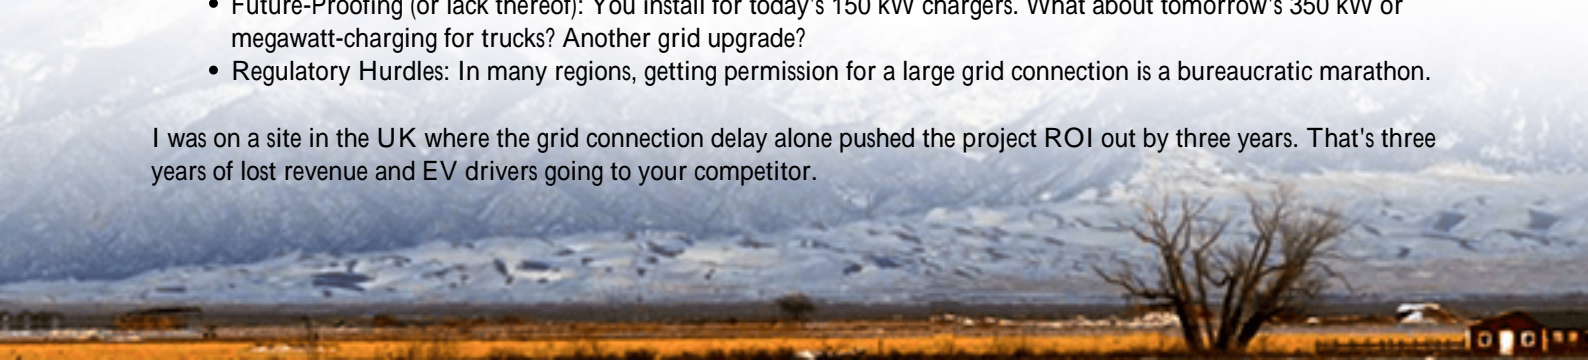 • Future-Proofing (or lack thereof): You install for today's 150 kW chargers. What about tomorrow's 350 kW or
megawatt-charging for trucks? Another grid upgrade?
• Regulatory Hurdles: In many regions, getting permission for a large grid connection is a bureaucratic marathon.
I was on a site in the UK where the grid connection delay alone pushed the project ROI out by three years. That's three
years of lost revenue and EV drivers going to your competitor.